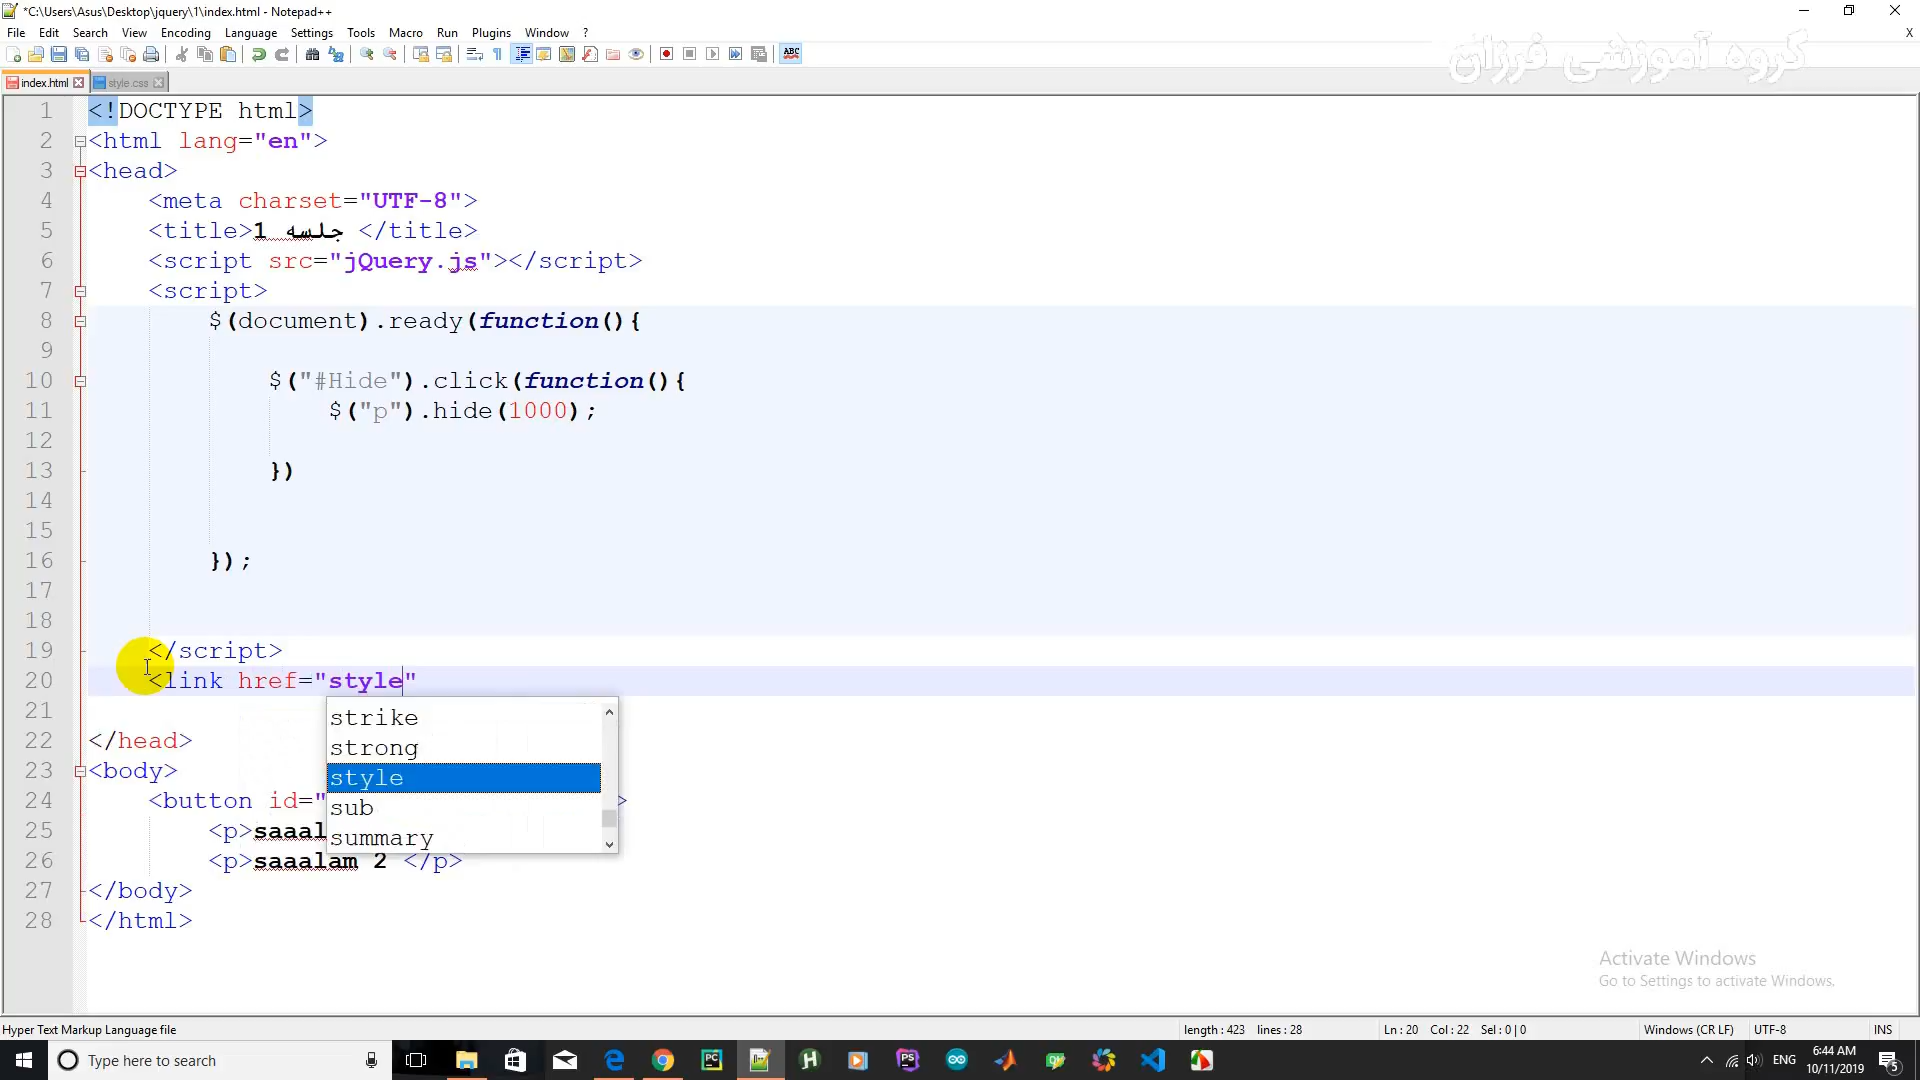 *C:\Users\Asus\Desktop\jquery\1\index.html - Notepad++
File Edit Search View Encoding Language Settings Tools Macro Run Plugins Window ? X
ABC
کروه آموزشی فرزان
index.html style.css
1 <!DOCTYPE html>
2 <html lang="en">
3 <head>
4 <meta charset="UTF-8">
5 <title>1 جلسه </title>
6 <script src="jQuery.js"></script>
7 <script>
8 $(document).ready(function(){
9
10 $("#Hide").click(function(){
11 $("p").hide(1000);
12
13 })
14
15
16 });
17
18
19 </script>
20 <link href="style"
21
strike
22 </head>
strong
23 <body>
style
24 <button id=" >
sub
25 <p>saaal
summary
26 <p>saaalam 2 </p>
27 </body>
28 </html>
Activate Windows
Go to Settings to activate Windows.
Hyper Text Markup Language file length : 423 lines : 28 Ln : 20 Col : 22 Sel : 0 | 0 Windows (CR LF) UTF-8 INS
Type here to search
ENG 6:44 AM
10/11/2019 5